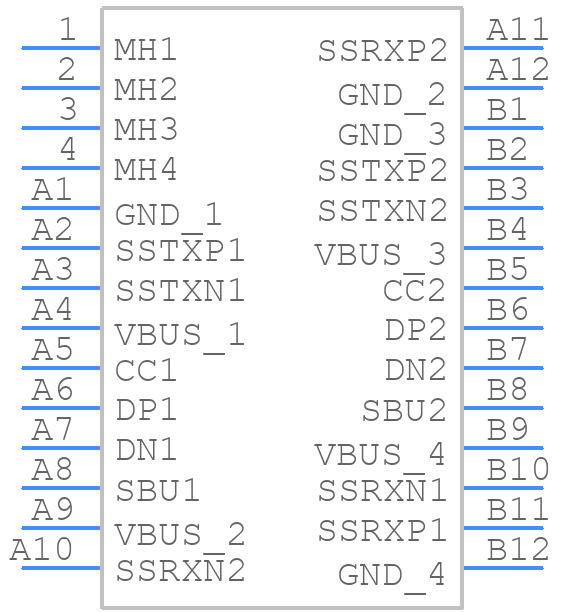 1 MH1 SSRXP2 A11
2 MH2 GND_2 A12
3 MH3 GND_3 B1
4 MH4 SSTXP2 B2
A1 GND_1 SSTXN2 B3
A2 SSTXP1 VBUS_3 B4
A3 SSTXN1 CC2 B5
A4 VBUS_1 DP2 B6
A5 CC1 DN2 B7
A6 DP1 SBU2 B8
A7 DN1 VBUS_4 B9
A8 SBU1 SSRXN1 B10
A9 VBUS_2 SSRXP1 B11
A10 SSRXN2 GND_4 B12